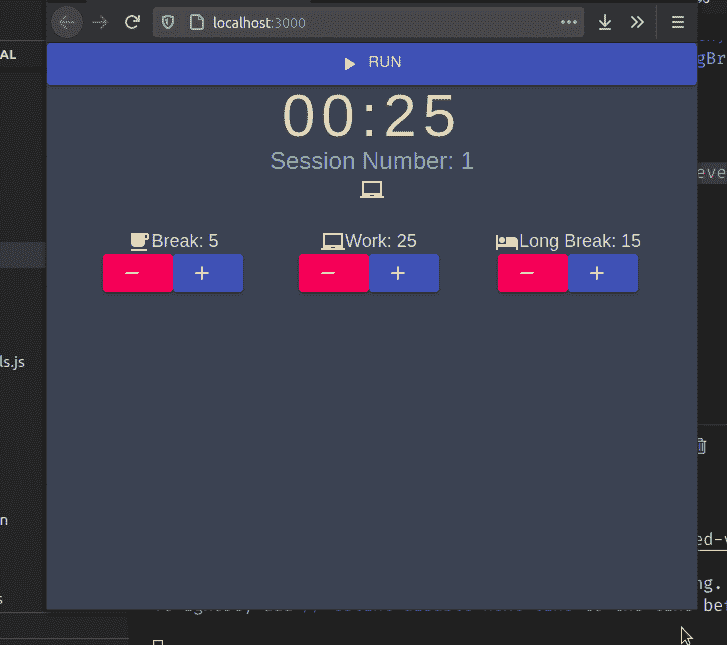 AL
localhost:3000
RUN
gBr
00:25
Session Number: 1
eve
Break: 5
Work: 25
Long Break: 15
ls.js
n
ed-v
ng.
s
bef